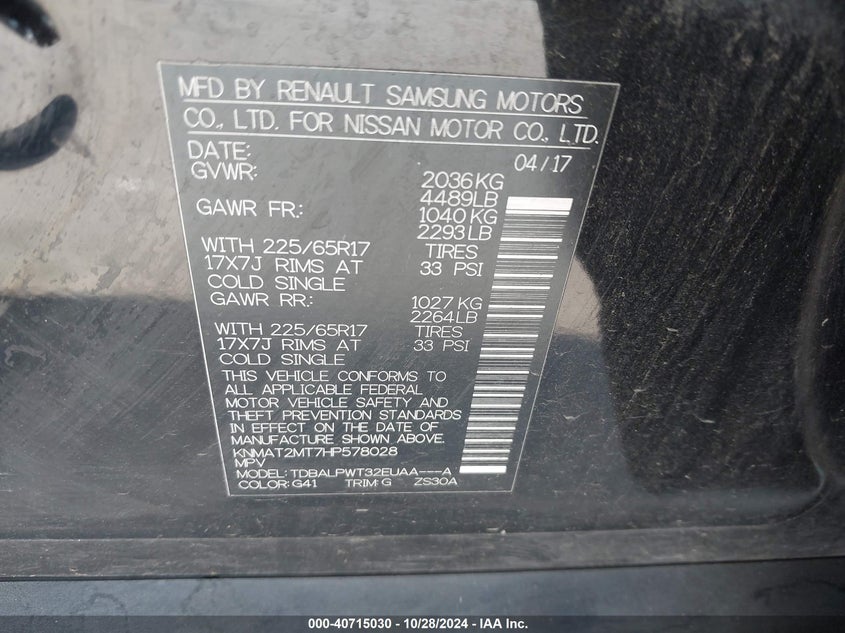 MFD BY RENAULT SAMSUNG MOTORS
CO., LTD. FOR NISSAN MOTOR CO., LTD.
DATE: 04/17
GVWR: 2036KG
4489LB
GAWR FR: 1040KG
2293LB
WITH 225/65R17 TIRES
17X7J RIMS AT 33 PSI
COLD SINGLE
GAWR RR: 1027KG
2264LB
WITH 225/65R17 TIRES
17X7J RIMS AT 33 PSI
COLD SINGLE
THIS VEHICLE CONFORMS TO
ALL APPLICABLE FEDERAL
MOTOR VEHICLE SAFETY AND
THEFT PREVENTION STANDARDS
IN EFFECT ON THE DATE OF
MANUFACTURE SHOWN ABOVE.
KNMAT2MT7HP578028
MPV
MODEL:TDBALPWT32EUAA---A
COLOR:G41 TRIM:G ZS30A
000-40715030 - 10/28/2024 - IAA Inc.